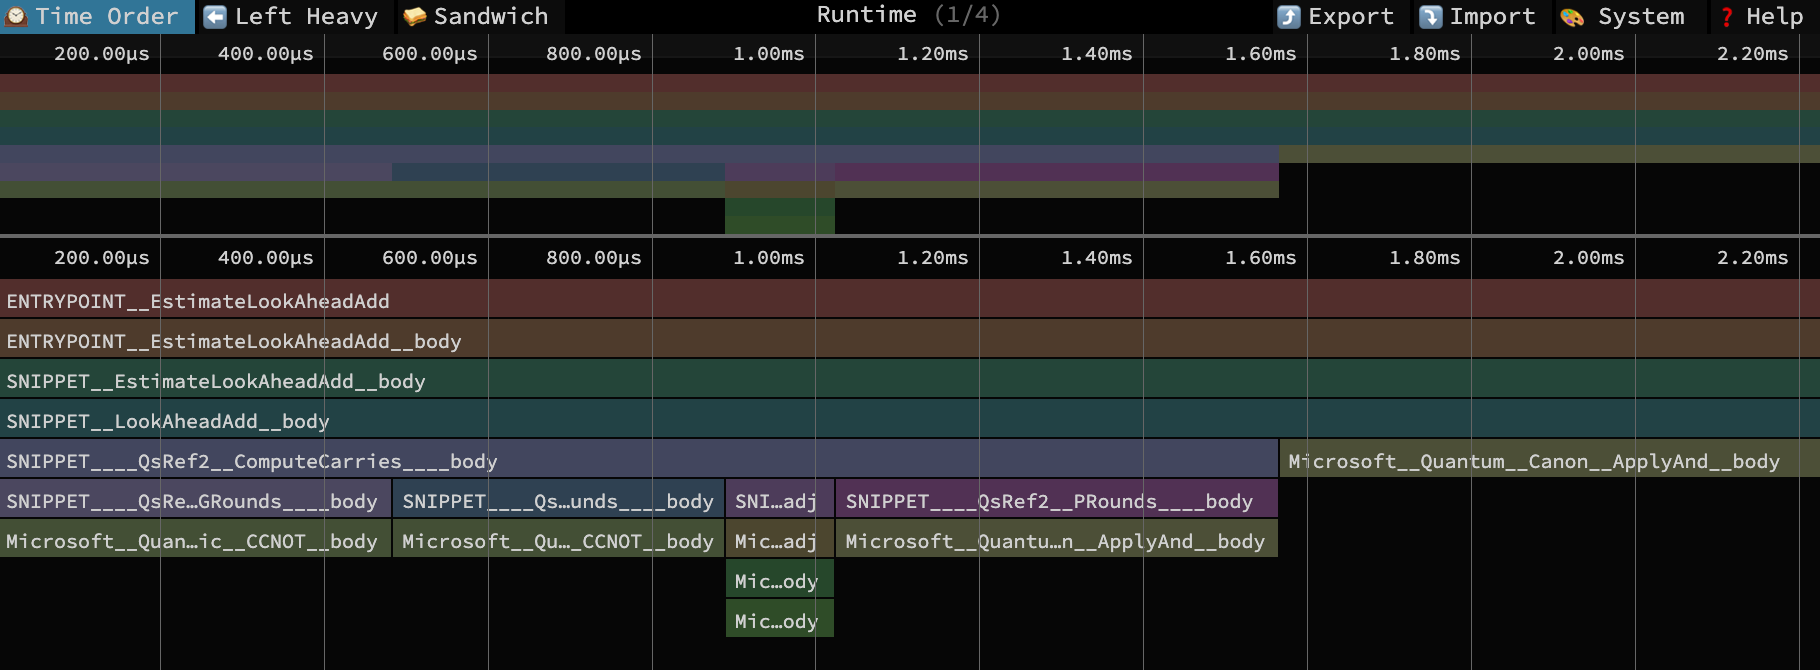 Time Order Left Heavy Sandwich Runtime (1/4) Export Import System Help
200.00µs 400.00µs 600.00µs 800.00µs 1.00ms 1.20ms 1.40ms 1.60ms 1.80ms 2.00ms 2.20ms
200.00µs 400.00µs 600.00µs 800.00µs 1.00ms 1.20ms 1.40ms 1.60ms 1.80ms 2.00ms 2.20ms
ENTRYPOINT__EstimateLookAheadAdd
ENTRYPOINT__EstimateLookAheadAdd__body
SNIPPET__EstimateLookAheadAdd__body
SNIPPET__LookAheadAdd__body
SNIPPET____QsRef2__ComputeCarries____body Microsoft__Quantum__Canon__ApplyAnd__body
SNIPPET____QsRe…GRounds____body SNIPPET____Qs…unds____body SNI…adj SNIPPET____QsRef2__PRounds____body
Microsoft__Quan…ic__CCNOT__body Microsoft__Qu…_CCNOT__body Mic…adj Microsoft__Quantu…n__ApplyAnd__body
Mic…ody
Mic…ody